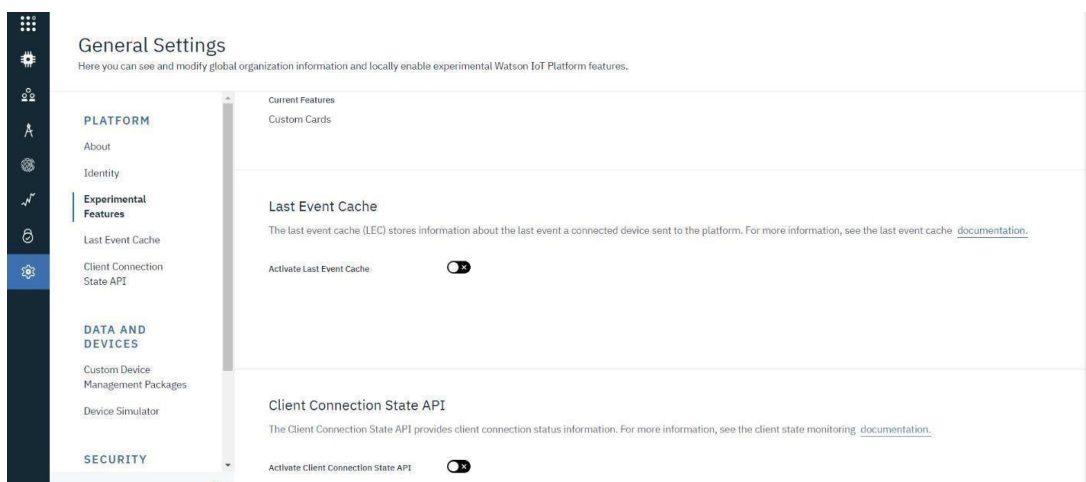 General Settings
Here you can see and modify global organization information and locally enable experimental Watson IoT Platform features.
PLATFORM
About
Identity
Experimental
Features
Last Event Cache
Client Connection
State API
DATA AND
DEVICES
Custom Device
Management Packages
Device Simulator
SECURITY
Current Features
Custom Cards
Last Event Cache
The last event cache (LEC) stores information about the last event a connected device sent to the platform. For more information, see the last event cache documentation.
Activate Last Event Cache
Client Connection State API
The Client Connection State API provides client connection status information. For more information, see the client state monitoring documentation.
Activate Client Connection State API